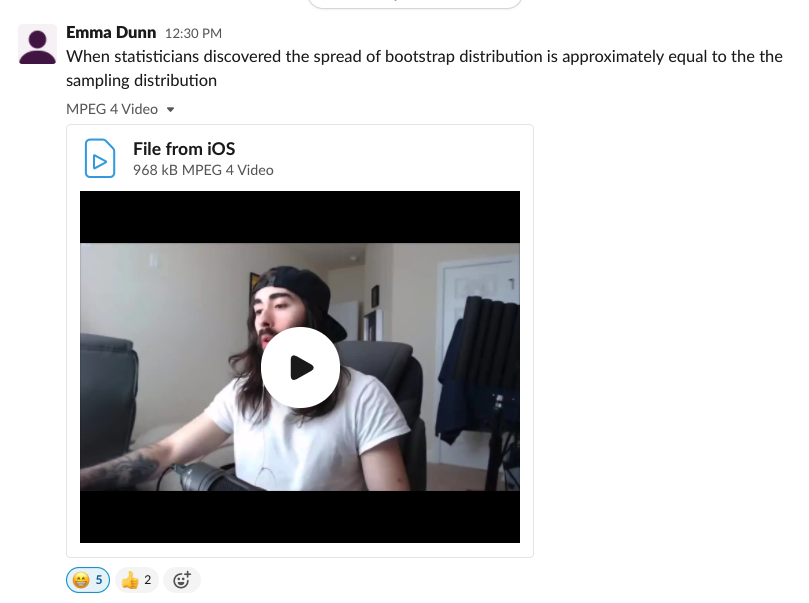 Emma Dunn 12:30 PM
When statisticians discovered the spread of bootstrap distribution is approximately equal to the the
sampling distribution
MPEG 4 Video
File from iOS
968 kB MPEG 4 Video
5
2